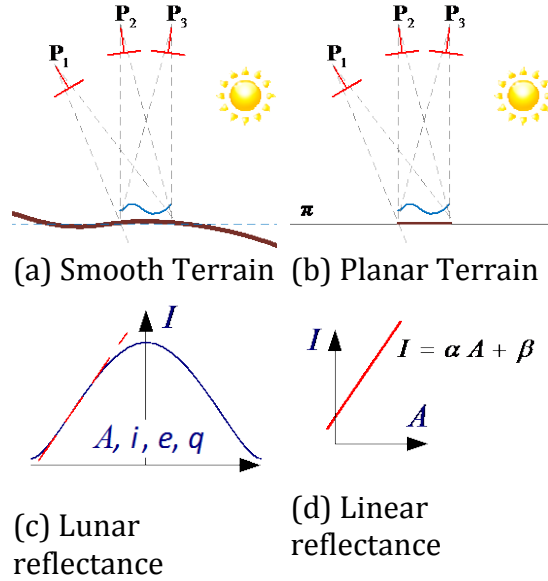 P1 P2 P3
P1 P2 P3
π
(a) Smooth Terrain
(b) Planar Terrain
I
A, i, e, q
I
I = α A + β
A
(c) Lunar
reflectance
(d) Linear
reflectance